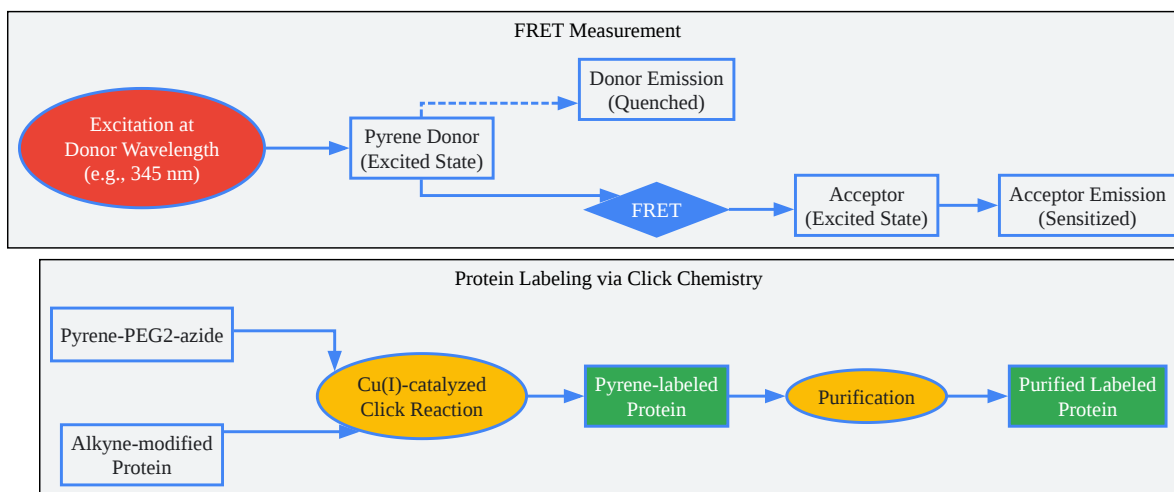 FRET Measurement
Donor Emission
(Quenched)
Excitation at
Donor Wavelength
(e.g., 345 nm)
Pyrene Donor
(Excited State)
FRET
Acceptor
(Excited State)
Acceptor Emission
(Sensitized)
Protein Labeling via Click Chemistry
Pyrene-PEG2-azide
Alkyne-modified
Protein
Cu(I)-catalyzed
Click Reaction
Pyrene-labeled
Protein
Purification
Purified Labeled
Protein